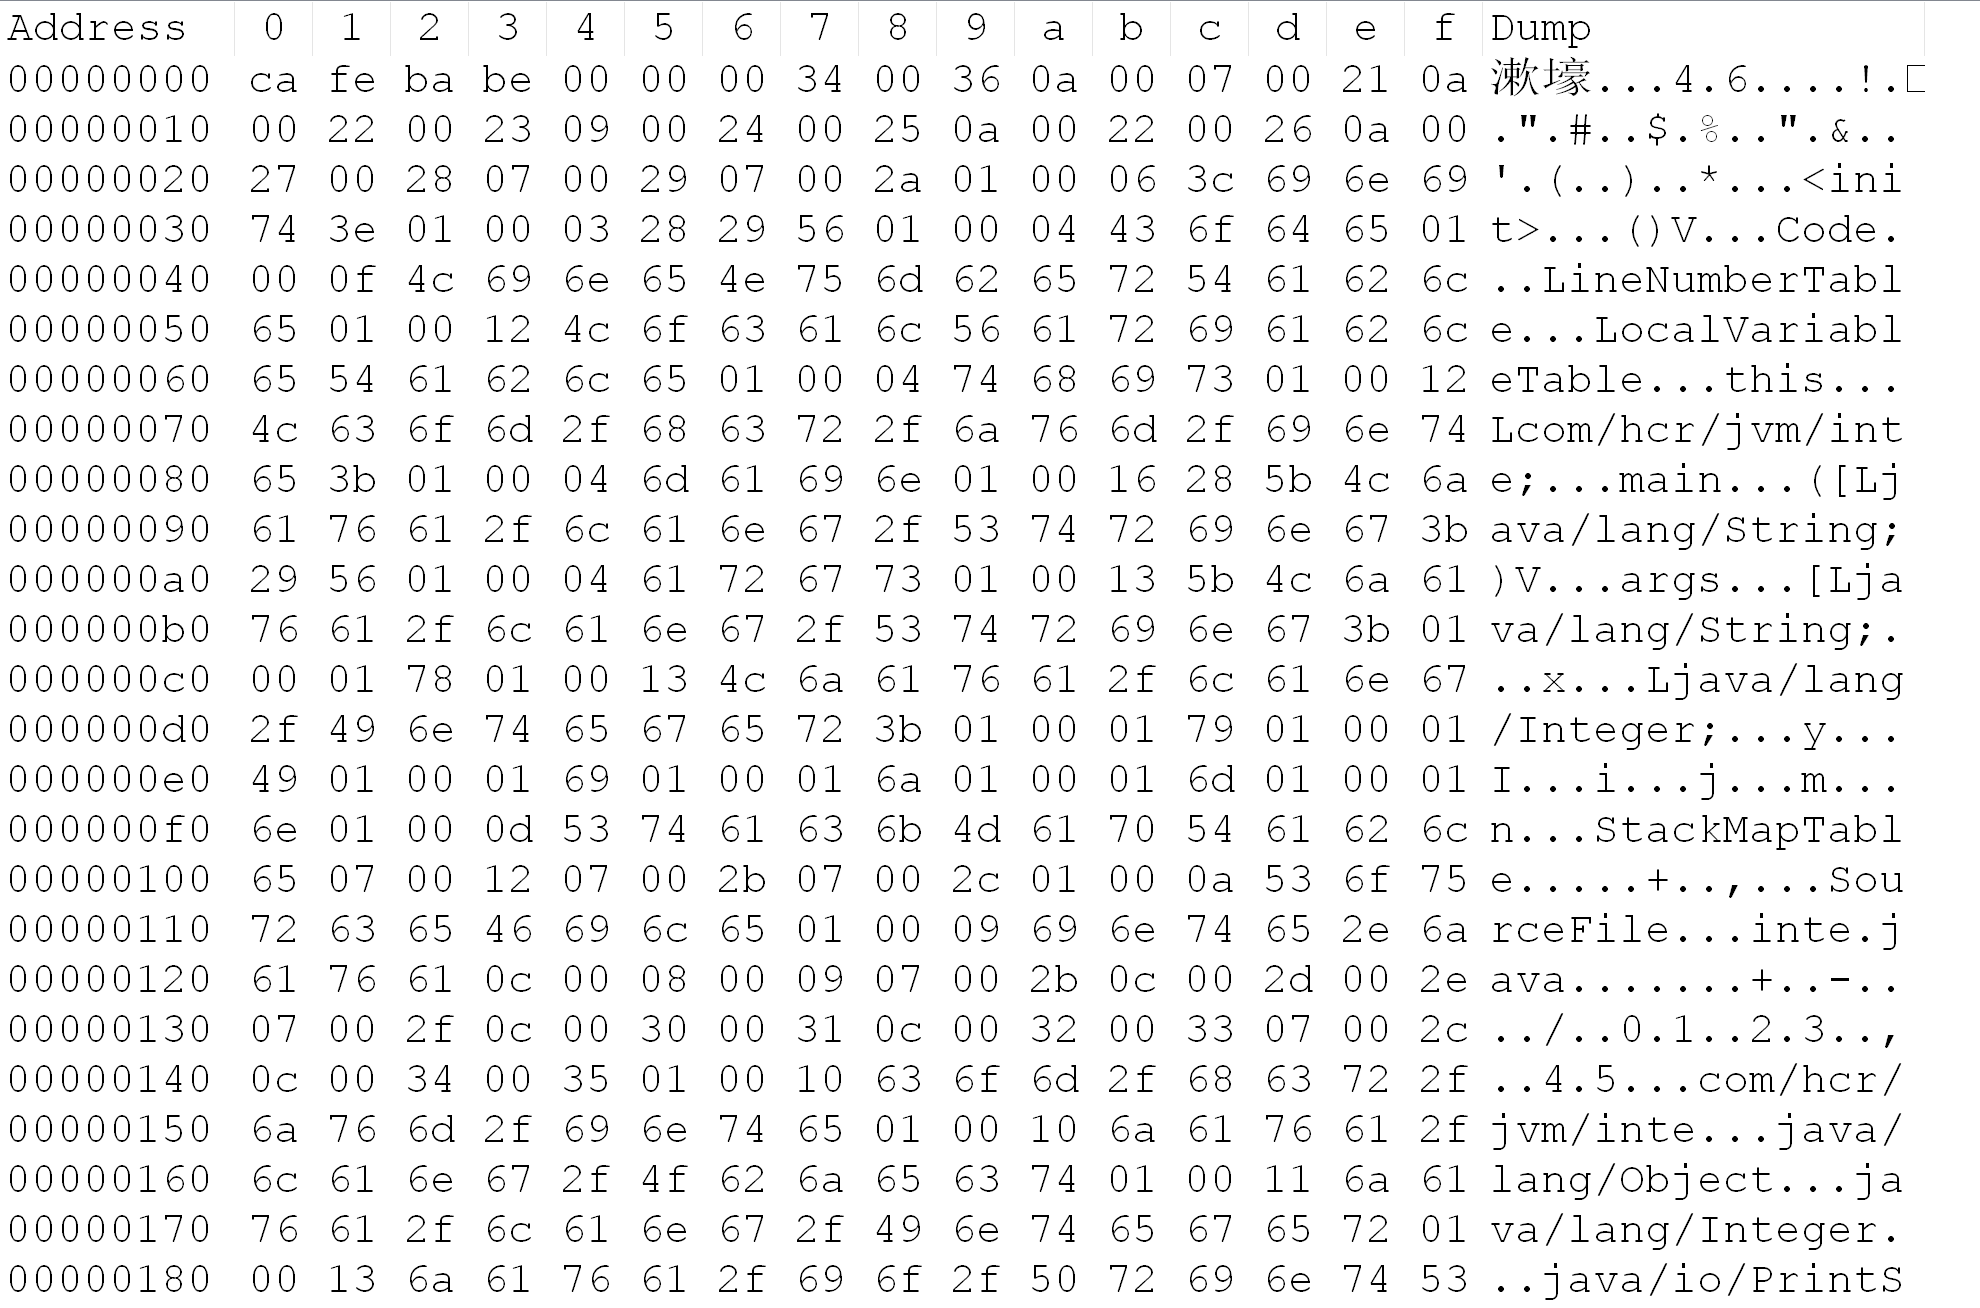 Address 0 1 2 3 4 5 6 7 8 9 a b c d e f Dump
00000000 ca fe ba be 00 00 00 34 00 36 0a 00 07 00 21 0a 漱壕...4.6....!.□
00000010 00 22 00 23 09 00 24 00 25 0a 00 22 00 26 0a 00 .".#..$.%..".&..
00000020 27 00 28 07 00 29 07 00 2a 01 00 06 3c 69 6e 69 '.(..)..*...<ini
00000030 74 3e 01 00 03 28 29 56 01 00 04 43 6f 64 65 01 t>...()V...Code.
00000040 00 0f 4c 69 6e 65 4e 75 6d 62 65 72 54 61 62 6c ..LineNumberTabl
00000050 65 01 00 12 4c 6f 63 61 6c 56 61 72 69 61 62 6c e...LocalVariabl
00000060 65 54 61 62 6c 65 01 00 04 74 68 69 73 01 00 12 eTable...this...
00000070 4c 63 6f 6d 2f 68 63 72 2f 6a 76 6d 2f 69 6e 74 Lcom/hcr/jvm/int
00000080 65 3b 01 00 04 6d 61 69 6e 01 00 16 28 5b 4c 6a e;...main...([Lj
00000090 61 76 61 2f 6c 61 6e 67 2f 53 74 72 69 6e 67 3b ava/lang/String;
000000a0 29 56 01 00 04 61 72 67 73 01 00 13 5b 4c 6a 61 )V...args...[Lja
000000b0 76 61 2f 6c 61 6e 67 2f 53 74 72 69 6e 67 3b 01 va/lang/String;.
000000c0 00 01 78 01 00 13 4c 6a 61 76 61 2f 6c 61 6e 67 ..x...Ljava/lang
000000d0 2f 49 6e 74 65 67 65 72 3b 01 00 01 79 01 00 01 /Integer;...y...
000000e0 49 01 00 01 69 01 00 01 6a 01 00 01 6d 01 00 01 I...i...j...m...
000000f0 6e 01 00 0d 53 74 61 63 6b 4d 61 70 54 61 62 6c n...StackMapTabl
00000100 65 07 00 12 07 00 2b 07 00 2c 01 00 0a 53 6f 75 e.....+..,...Sou
00000110 72 63 65 46 69 6c 65 01 00 09 69 6e 74 65 2e 6a rceFile...inte.j
00000120 61 76 61 0c 00 08 00 09 07 00 2b 0c 00 2d 00 2e ava.......+..-..
00000130 07 00 2f 0c 00 30 00 31 0c 00 32 00 33 07 00 2c ../..0.1..2.3..,
00000140 0c 00 34 00 35 01 00 10 63 6f 6d 2f 68 63 72 2f ..4.5...com/hcr/
00000150 6a 76 6d 2f 69 6e 74 65 01 00 10 6a 61 76 61 2f jvm/inte...java/
00000160 6c 61 6e 67 2f 4f 62 6a 65 63 74 01 00 11 6a 61 lang/Object...ja
00000170 76 61 2f 6c 61 6e 67 2f 49 6e 74 65 67 65 72 01 va/lang/Integer.
00000180 00 13 6a 61 76 61 2f 69 6f 2f 50 72 69 6e 74 53 ..java/io/PrintS